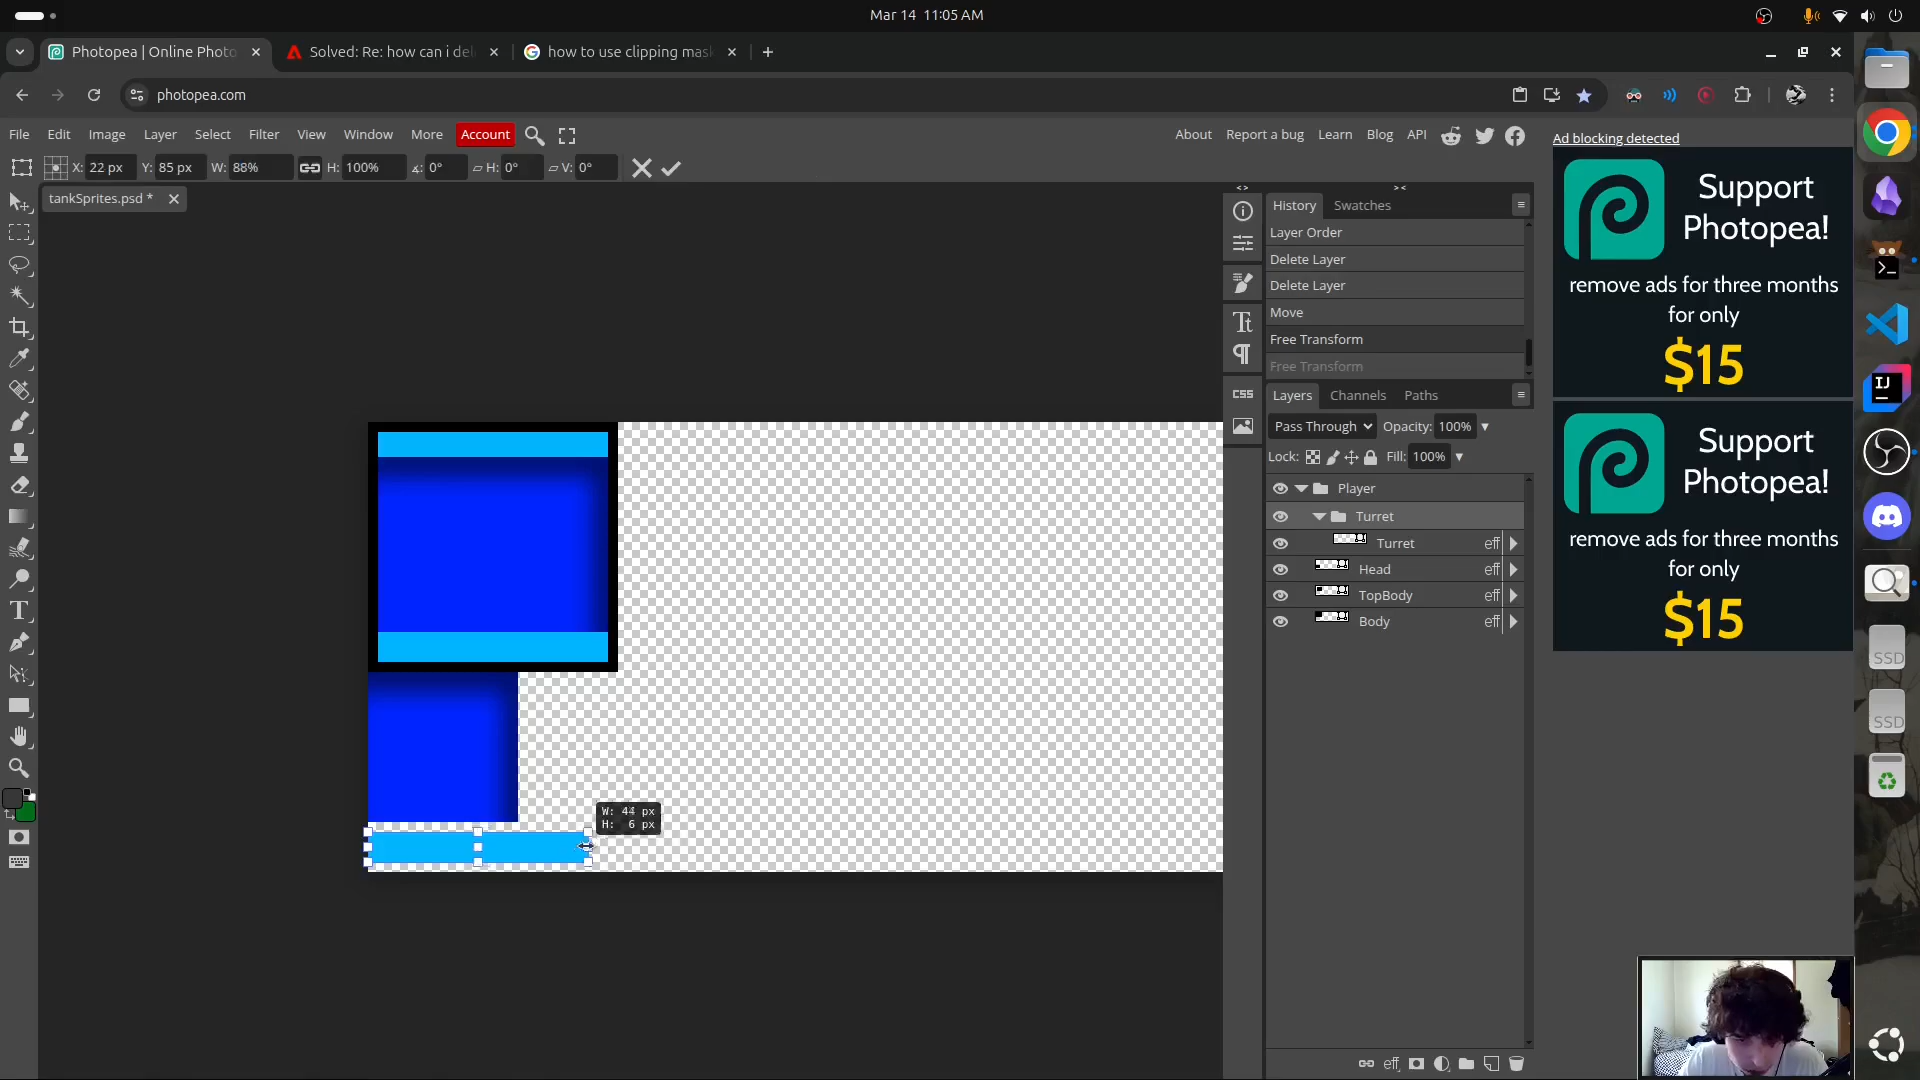 Mar 14 11:05 AM
Photopea | Online Photo
Solved: Re: how can i del
how to use clipping mask
photopea.com
File Edit Image Layer Select Filter View Window More Account
About Report a bug Learn Blog API
X: 22 px Y: 85 px W: 88% H: 100% ∡: 0° H: 0° V: 0°
tankSprites.psd *
Ad blocking detected
Support
Photopea!
remove ads for three months
for only
$15
Support
Photopea!
remove ads for three months
for only
$15
History Swatches
Layer Order
Delete Layer
Delete Layer
Move
Free Transform
Free Transform
CSS
Layers Channels Paths
Pass Through Opacity: 100%
Lock: Fill: 100%
Player
Turret
Turret eff
Head eff
TopBody eff
Body eff
W: 44 px
H: 6 px
eff
IJ
SSD
SSD